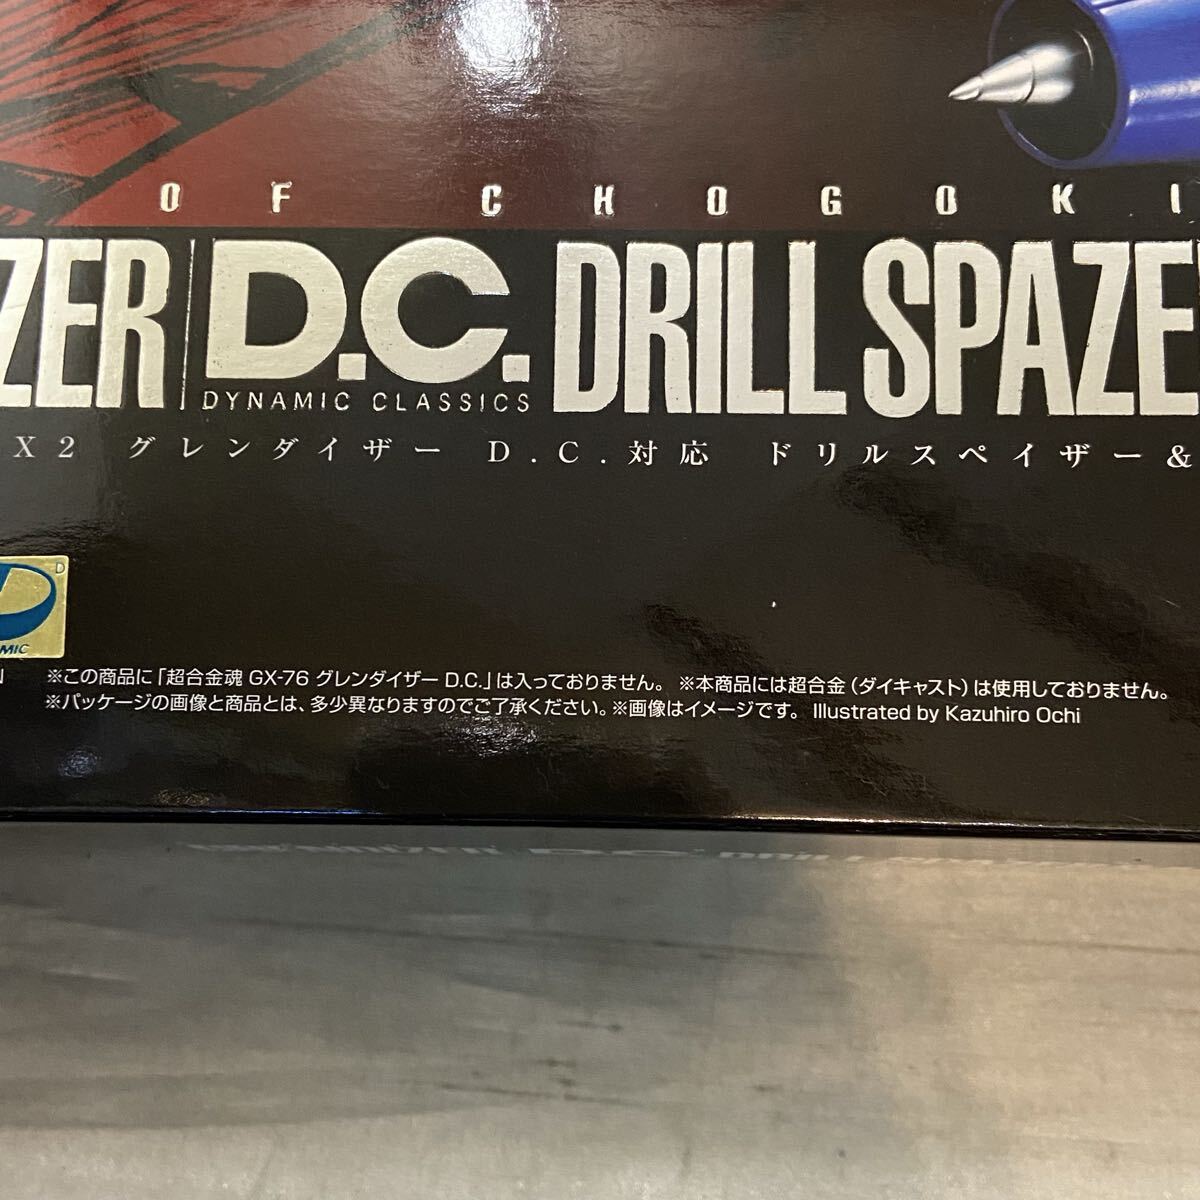 OF CHOGOKI
ZER D.C. DRILL SPAZE
DYNAMIC CLASSICS
X2 グレンダイザー D.C.対応 ドリルスペイザー&
D
MIC
N
※この商品に「超合金魂 GX-76 グレンダイザー D.C.」は入っておりません。 ※本商品には超合金(ダイキャスト)は使用しておりません。
※パッケージの画像と商品とは、多少異なりますのでご了承ください。※画像はイメージです。 Illustrated by Kazuhiro Ochi